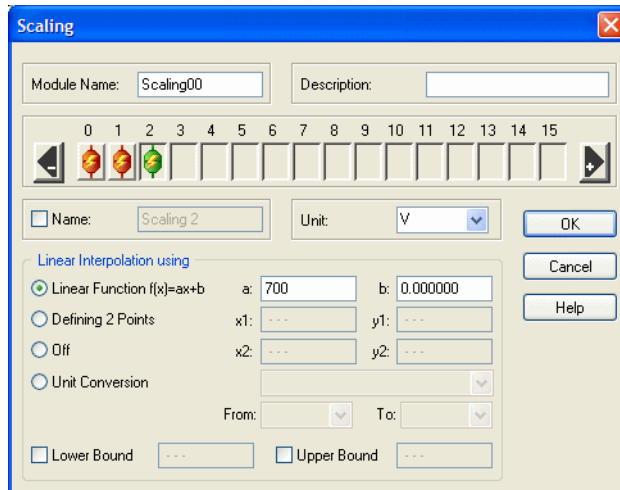 Scaling
Module Name: Scaling00 Description:
0 1 2 3 4 5 6 7 8 9 10 11 12 13 14 15
- +
Name: Scaling 2 Unit: V OK
Linear Interpolation using Cancel
Linear Function f(x)=ax+b a: 700 b: 0.000000 Help
Defining 2 Points x1: --- y1: ---
Off x2: --- y2: ---
Unit Conversion
From: To:
Lower Bound --- Upper Bound ---